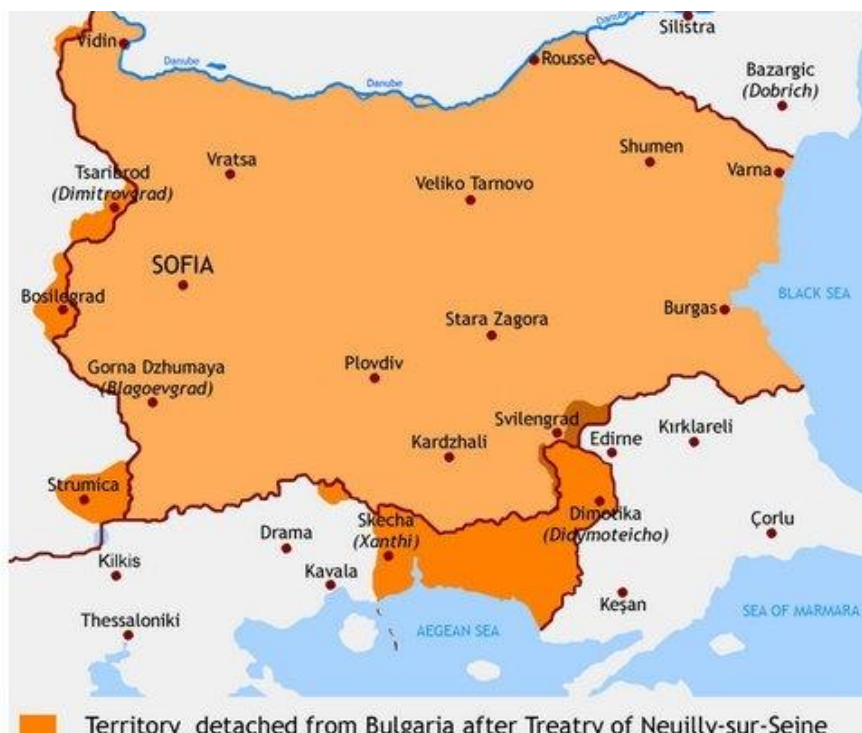 Vidin
Danube
Danube
Danube
Silistra
Rousse
Bazargic
(Dobrich)
Vratsa
Shumen
Varna
Tsaribrod
(Dimitrovgrad)
Veliko Tarnovo
SOFIA
Bosilegrad
BLACK SEA
Burgas
Stara Zagora
Gorna Dzhumaya
(Blagoevgrad)
Plovdiv
Svilengrad
Edirne
Kırklareli
Kardzhali
Strumica
Dimotika
(Didymoteicho)
Skecha
(Xanthi)
Drama
Çorlu
Kilkis
Kavala
Keşan
Thessaloniki
AEGEAN SEA
SEA OF MARMARA
Territory detached from Bulgaria after Treatry of Neuilly-sur-Seine